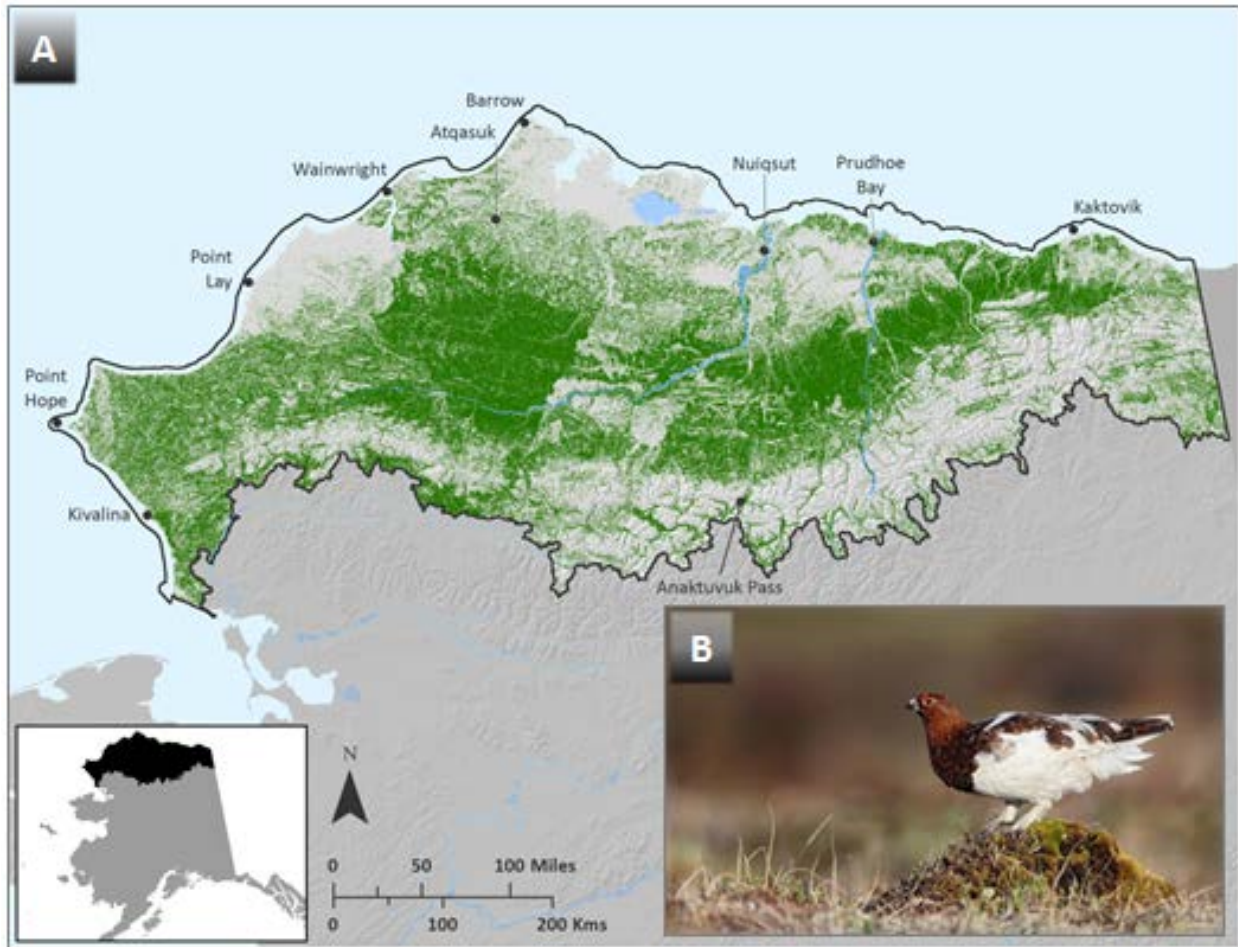 A
Barrow
Atqasuk
Wainwright
Nuiqsut
Prudhoe
Bay
Kaktovik
Point
Lay
Point
Hope
Kivalina
Anaktuvuk Pass
B
N
0 50 100 Miles
0 100 200 Kms